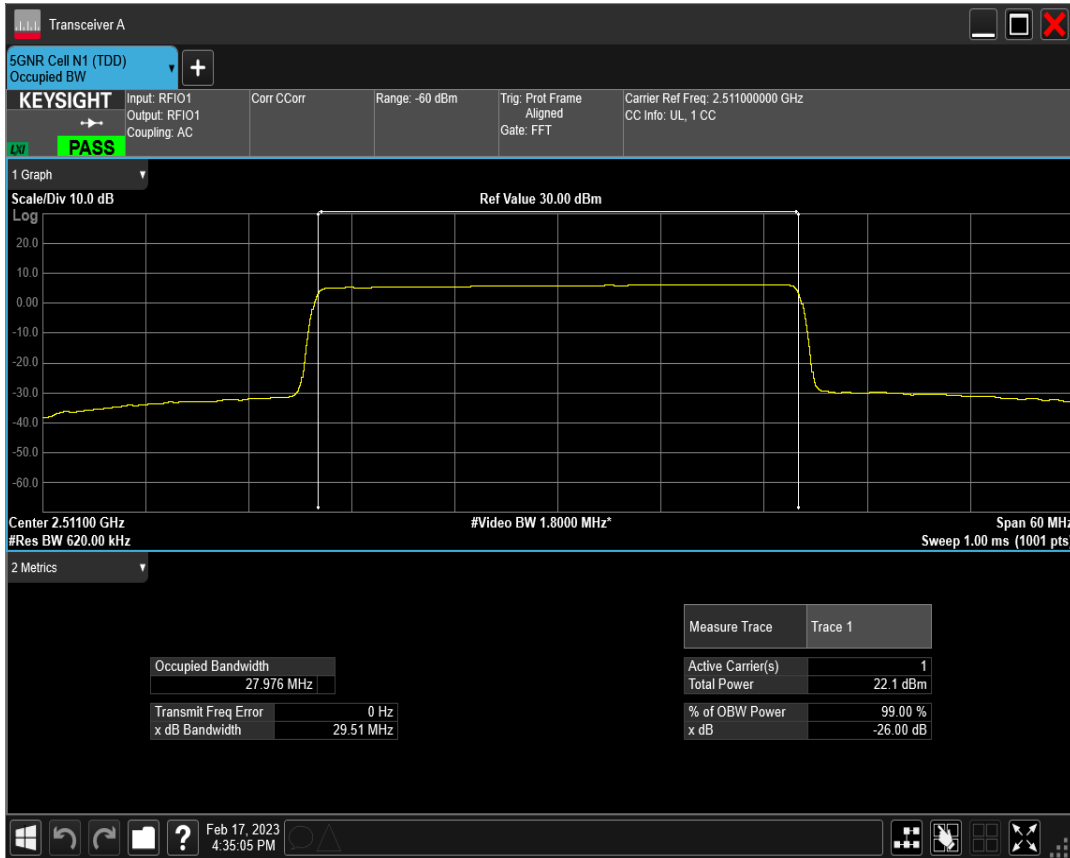 Transceiver A
5GNR Cell N1 (TDD)
Occupied BW
KEYSIGHT
LXI
PASS
Input: RFIO1
Output: RFIO1
Coupling: AC
Corr CCorr
Range: -60 dBm
Trig: Prot Frame
Aligned
Gate: FFT
Carrier Ref Freq: 2.511000000 GHz
CC Info: UL, 1 CC
1 Graph
Scale/Div 10.0 dB
Ref Value 30.00 dBm
Log
20.0
10.0
0.00
-10.0
-20.0
-30.0
-40.0
-50.0
-60.0
Center 2.51100 GHz
#Video BW 1.8000 MHz*
Span 60 MHz
#Res BW 620.00 kHz
Sweep 1.00 ms (1001 pts)
2 Metrics
Measure Trace Trace 1
Occupied Bandwidth
27.976 MHz
Active Carrier(s) 1
Total Power 22.1 dBm
Transmit Freq Error 0 Hz
x dB Bandwidth 29.51 MHz
% of OBW Power 99.00 %
x dB -26.00 dB
?
Feb 17, 2023
4:35:05 PM